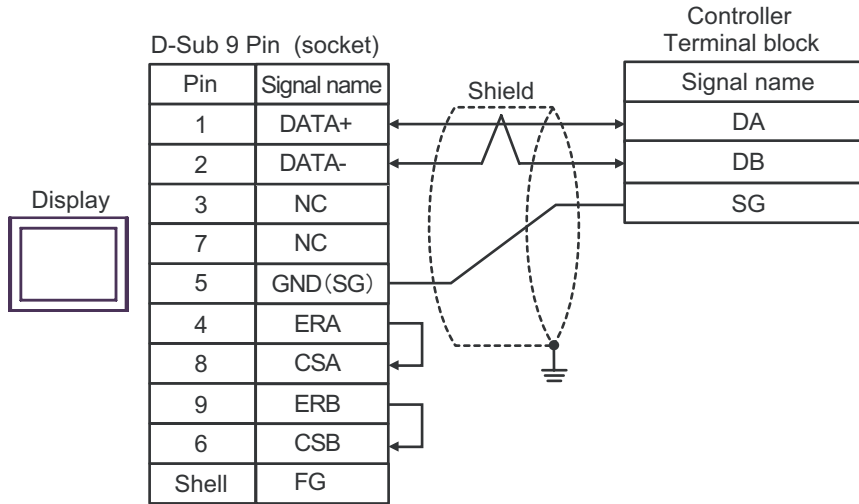 Controller
Terminal block
D-Sub 9 Pin (socket)
Pin Signal name
Shield
Signal name
1 DATA+
DA
2 DATA-
DB
Display
3 NC
SG
7 NC
5 GND(SG)
4 ERA
8 CSA
9 ERB
6 CSB
Shell FG